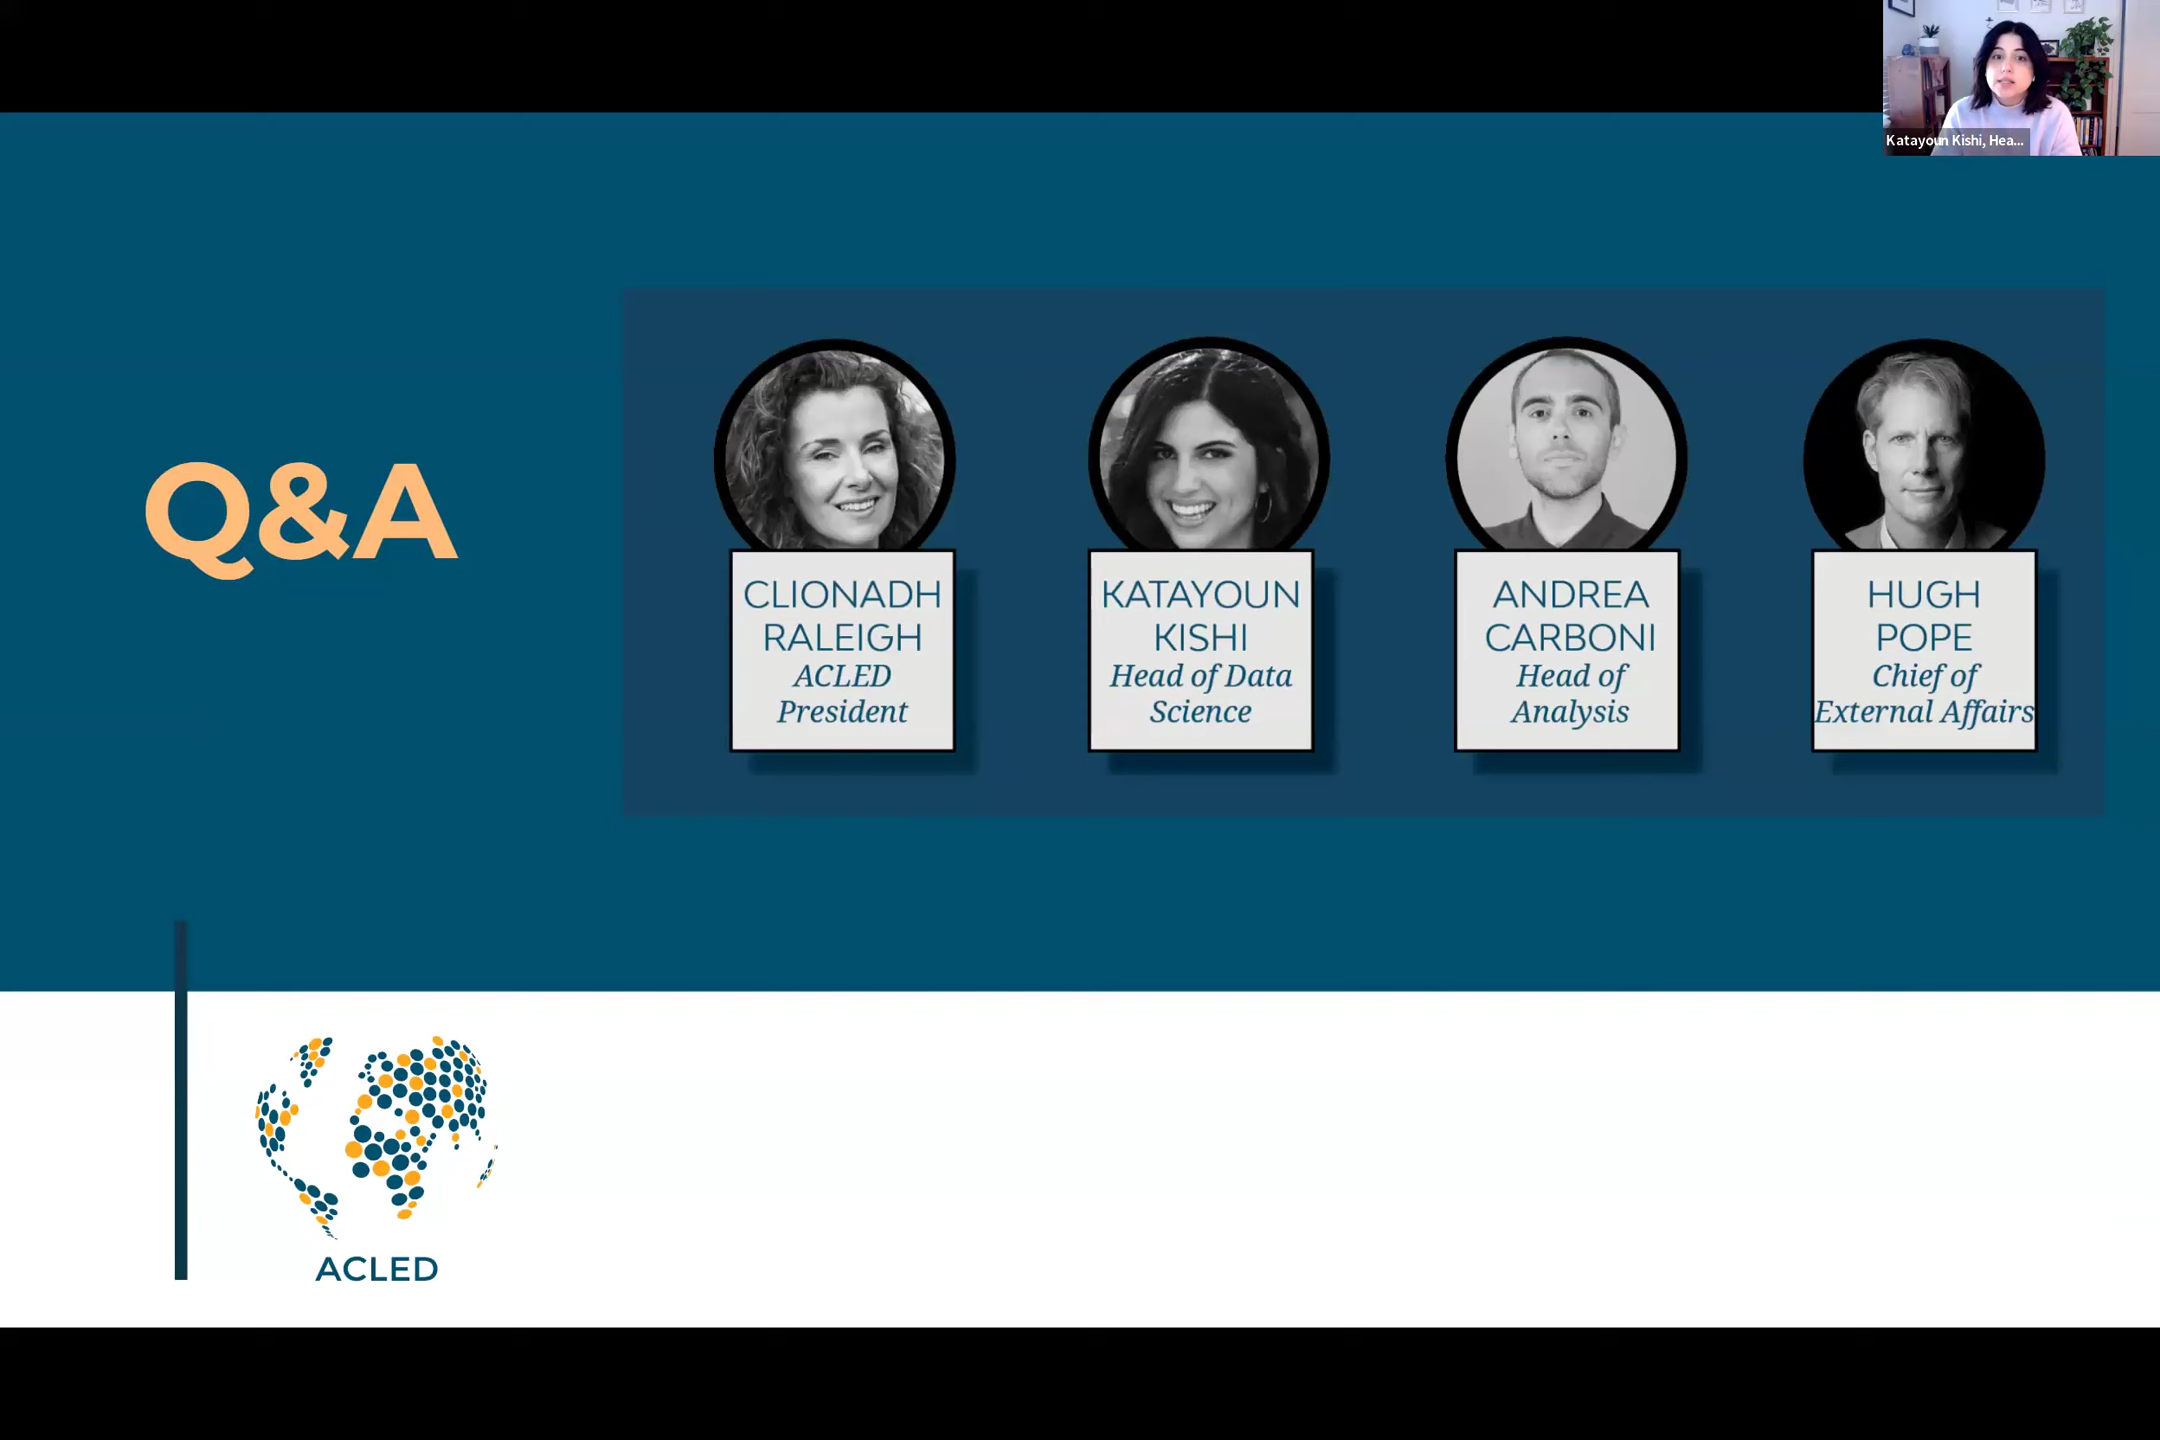 Katayoun Kishi, Hea...
Q&A
CLIONADH
RALEIGH
ACLED
President
KATAYOUN
KISHI
Head of Data
Science
ANDREA
CARBONI
Head of
Analysis
HUGH
POPE
Chief of
External Affairs
ACLED